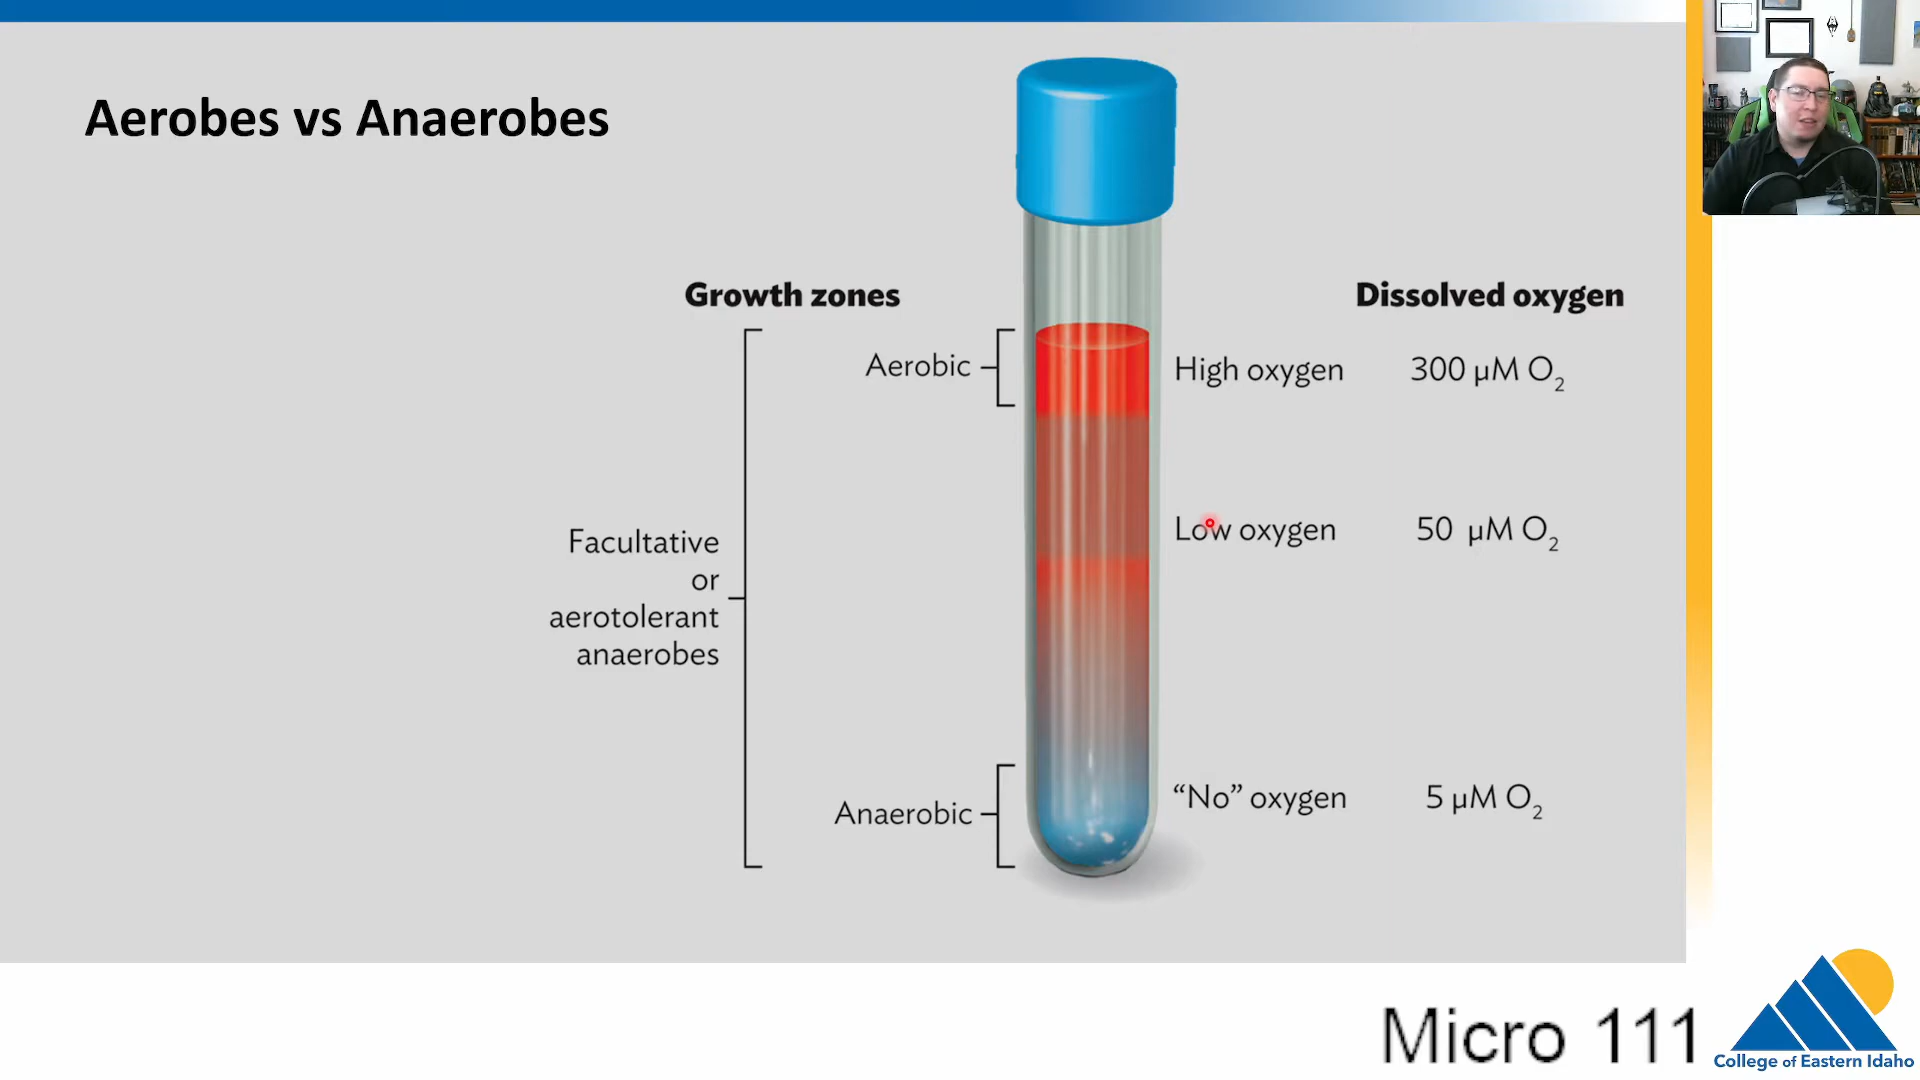 Aerobes vs Anaerobes
Growth zones
Dissolved oxygen
Aerobic
High oxygen
300 µM O₂
Facultative
or
aerotolerant
anaerobes
Low oxygen
50 µM O₂
Anaerobic
“No” oxygen
5 µM O₂
Micro 111
College of Eastern Idaho